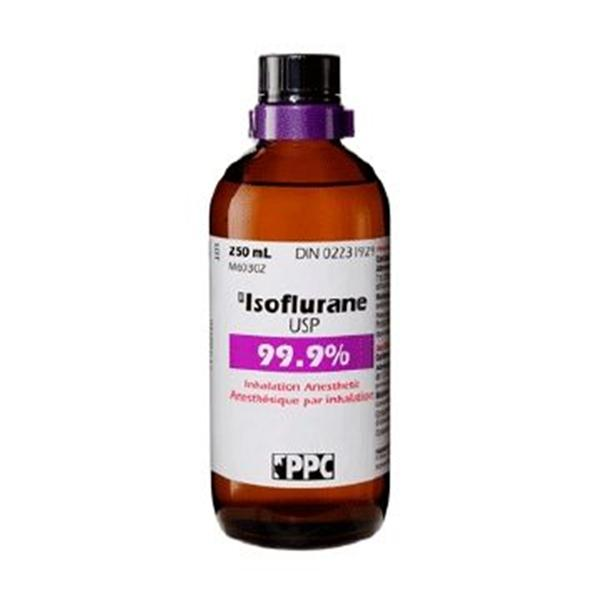 250 mL DIN 02231929
M60302
Isoflurane
USP
99.9%
Inhalation Anesthetic
Anesthésique par inhalation
PPC